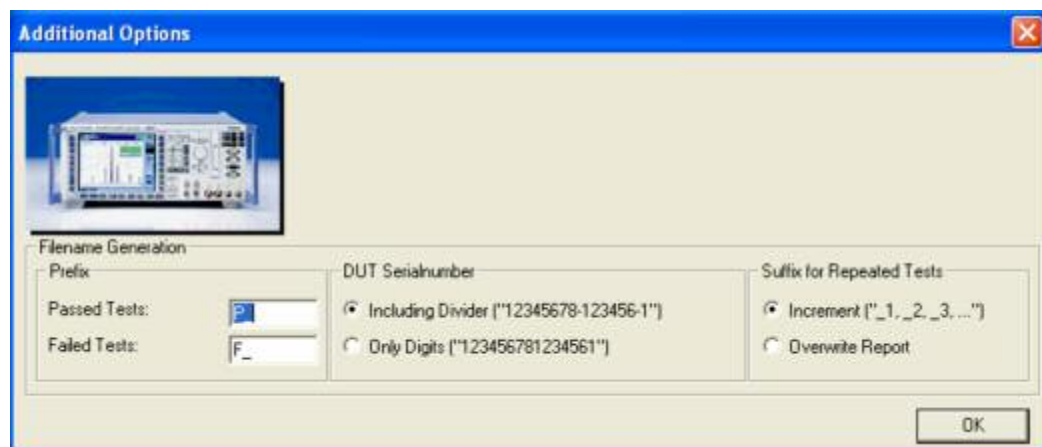 Additional Options
Filename Generation
Prefix
Passed Tests:
P_
Failed Tests:
F_
DUT Serialnumber
Including Divider ("12345678-123456-1")
Only Digits ("123456781234561")
Suffix for Repeated Tests
Increment ("_1, _2, _3, ...")
Overwrite Report
OK